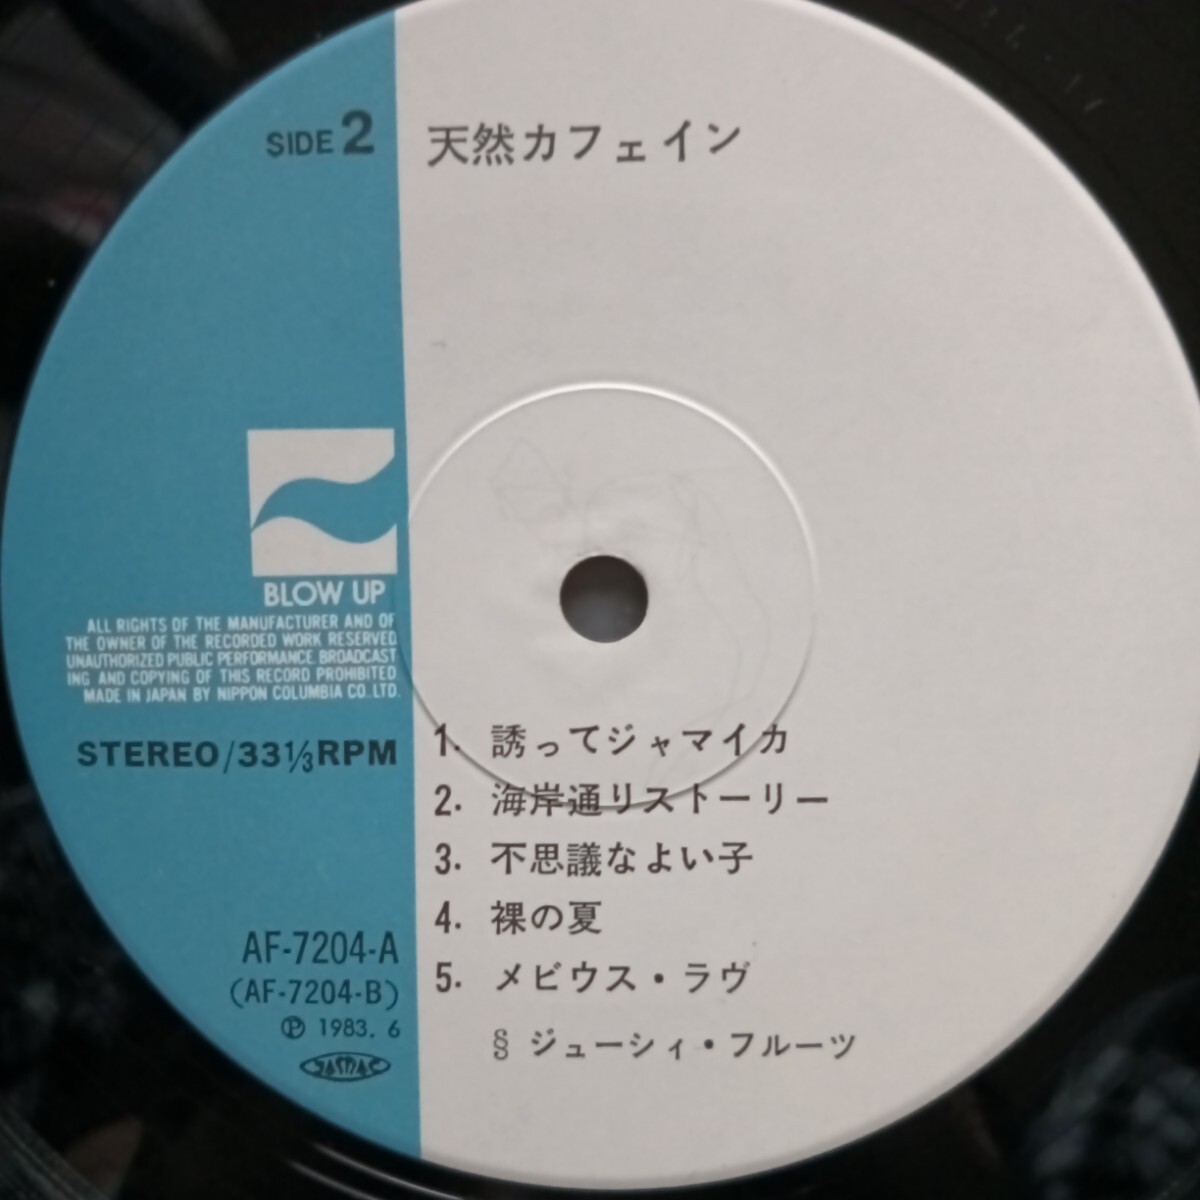 SIDE 2
天然カフェイン
BLOW UP
ALL RIGHTS OF THE MANUFACTURER AND OF
THE OWNER OF THE RECORDED WORK RESERVED
UNAUTHORIZED PUBLIC PERFORMANCE. BROADCAST
ING AND COPYING OF THIS RECORD PROHIBITED
MADE IN JAPAN BY NIPPON COLUMBIA CO. LTD.
STEREO/33⅓RPM
1. 誘ってジャマイカ
2. 海岸通りストーリー
3. 不思議なよい子
4. 裸の夏
5. メビウス・ラヴ
§ ジューシィ・フルーツ
AF-7204-A
(AF-7204-B)
Ⓟ 1983. 6
JASRAC